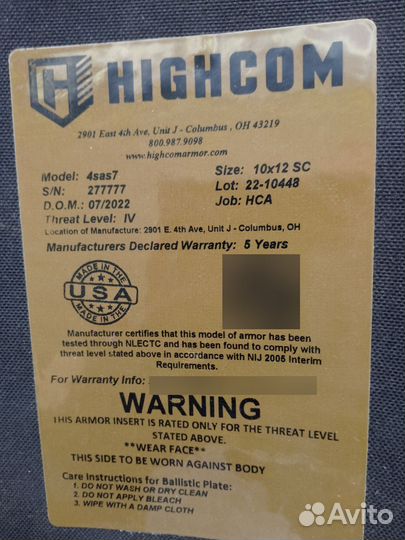 HIGHCOM
2901 East 4th Ave, Unit J - Columbus, OH 43219
800.987.9098
www.highcomarmor.com
Model: 4sas7
Size: 10x12 SC
S/N: 277777
Lot: 22-10448
D.O.M.: 07/2022
Job: HCA
Threat Level: IV
Location of Manufacture: 2901 E. 4th Ave, Unit J - Columbus, OH
Manufacturers Declared Warranty: 5 Years
MADE IN THE
USA
MADE IN THE
Manufacturer certifies that this model of armor has been
tested through NLECTC and has been found to comply with
threat level stated above in accordance with NIJ 2005 Interim
Requirements.
For Warranty Info:
WARNING
THIS ARMOR INSERT IS RATED ONLY FOR THE THREAT LEVEL
STATED ABOVE.
**WEAR FACE**
THIS SIDE TO BE WORN AGAINST BODY
Care Instructions for Ballistic Plate:
1. DO NOT WASH OR DRY CLEAN
2. DO NOT APPLY BLEACH
3. WIPE WITH A DAMP CLOTH
Avito